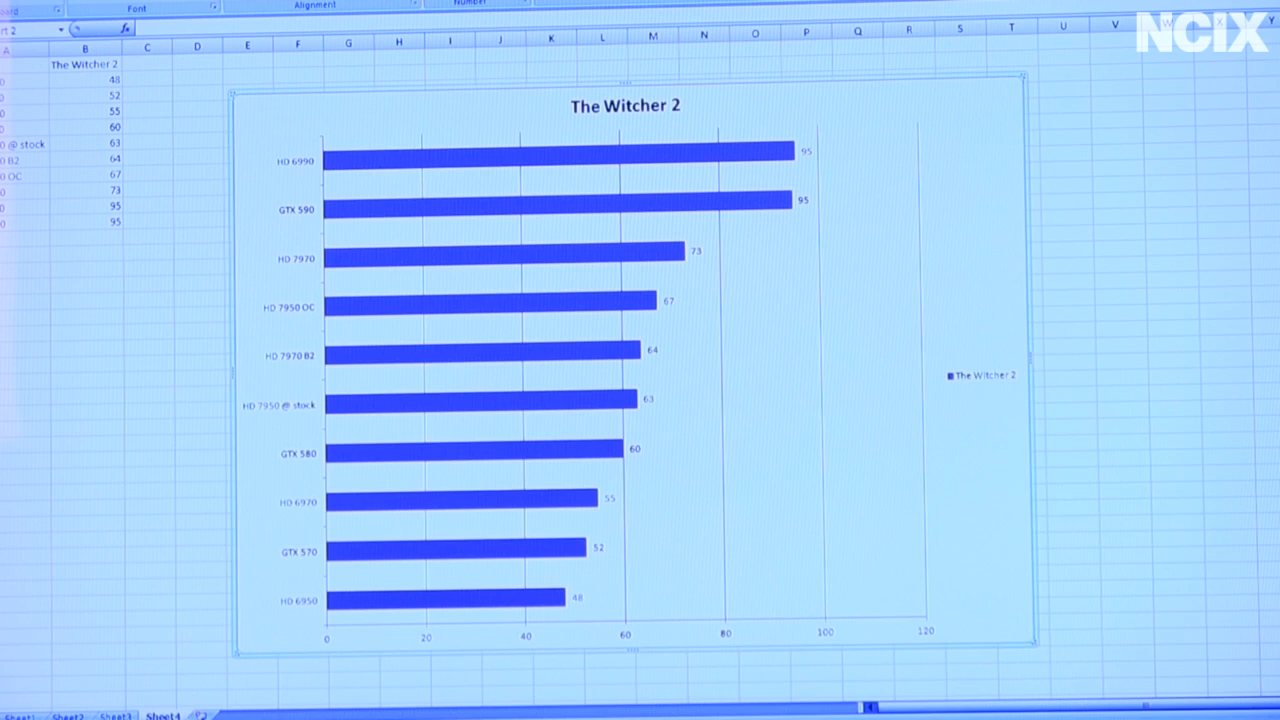 Font
Alignment
Number
NCIX
A B C D E F G H I J K L M N O P Q R S T U V W X Y
The Witcher 2
48
52
55
60
0 @ stock 63
0 B2 64
0 OC 67
73
95
95
The Witcher 2
HD 6990 95
GTX 590 95
HD 7970 73
HD 7950 OC 67
HD 7970 B2 64
HD 7950 @ stock 63
GTX 580 60
HD 6970 55
GTX 570 52
HD 6950 48
0 20 40 60 80 100 120
The Witcher 2
Sheet1 Sheet2 Sheet3 Sheet4